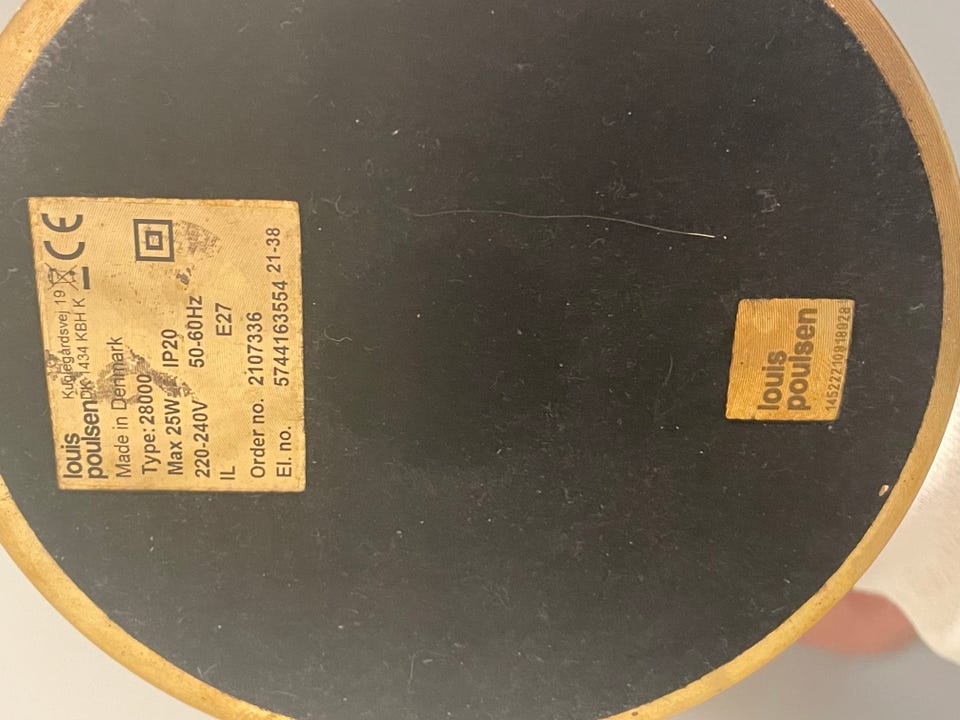 louis
poulsen
Kuglegårdsvej 19
DK 1434 KBH K
CE
Made in Denmark
Type: 28000
Max 25W IP20
220-240V 50-60Hz
IL E27
Order no. 2107336
El. no. 5744163554 21-38
louis
poulsen
14522210918928